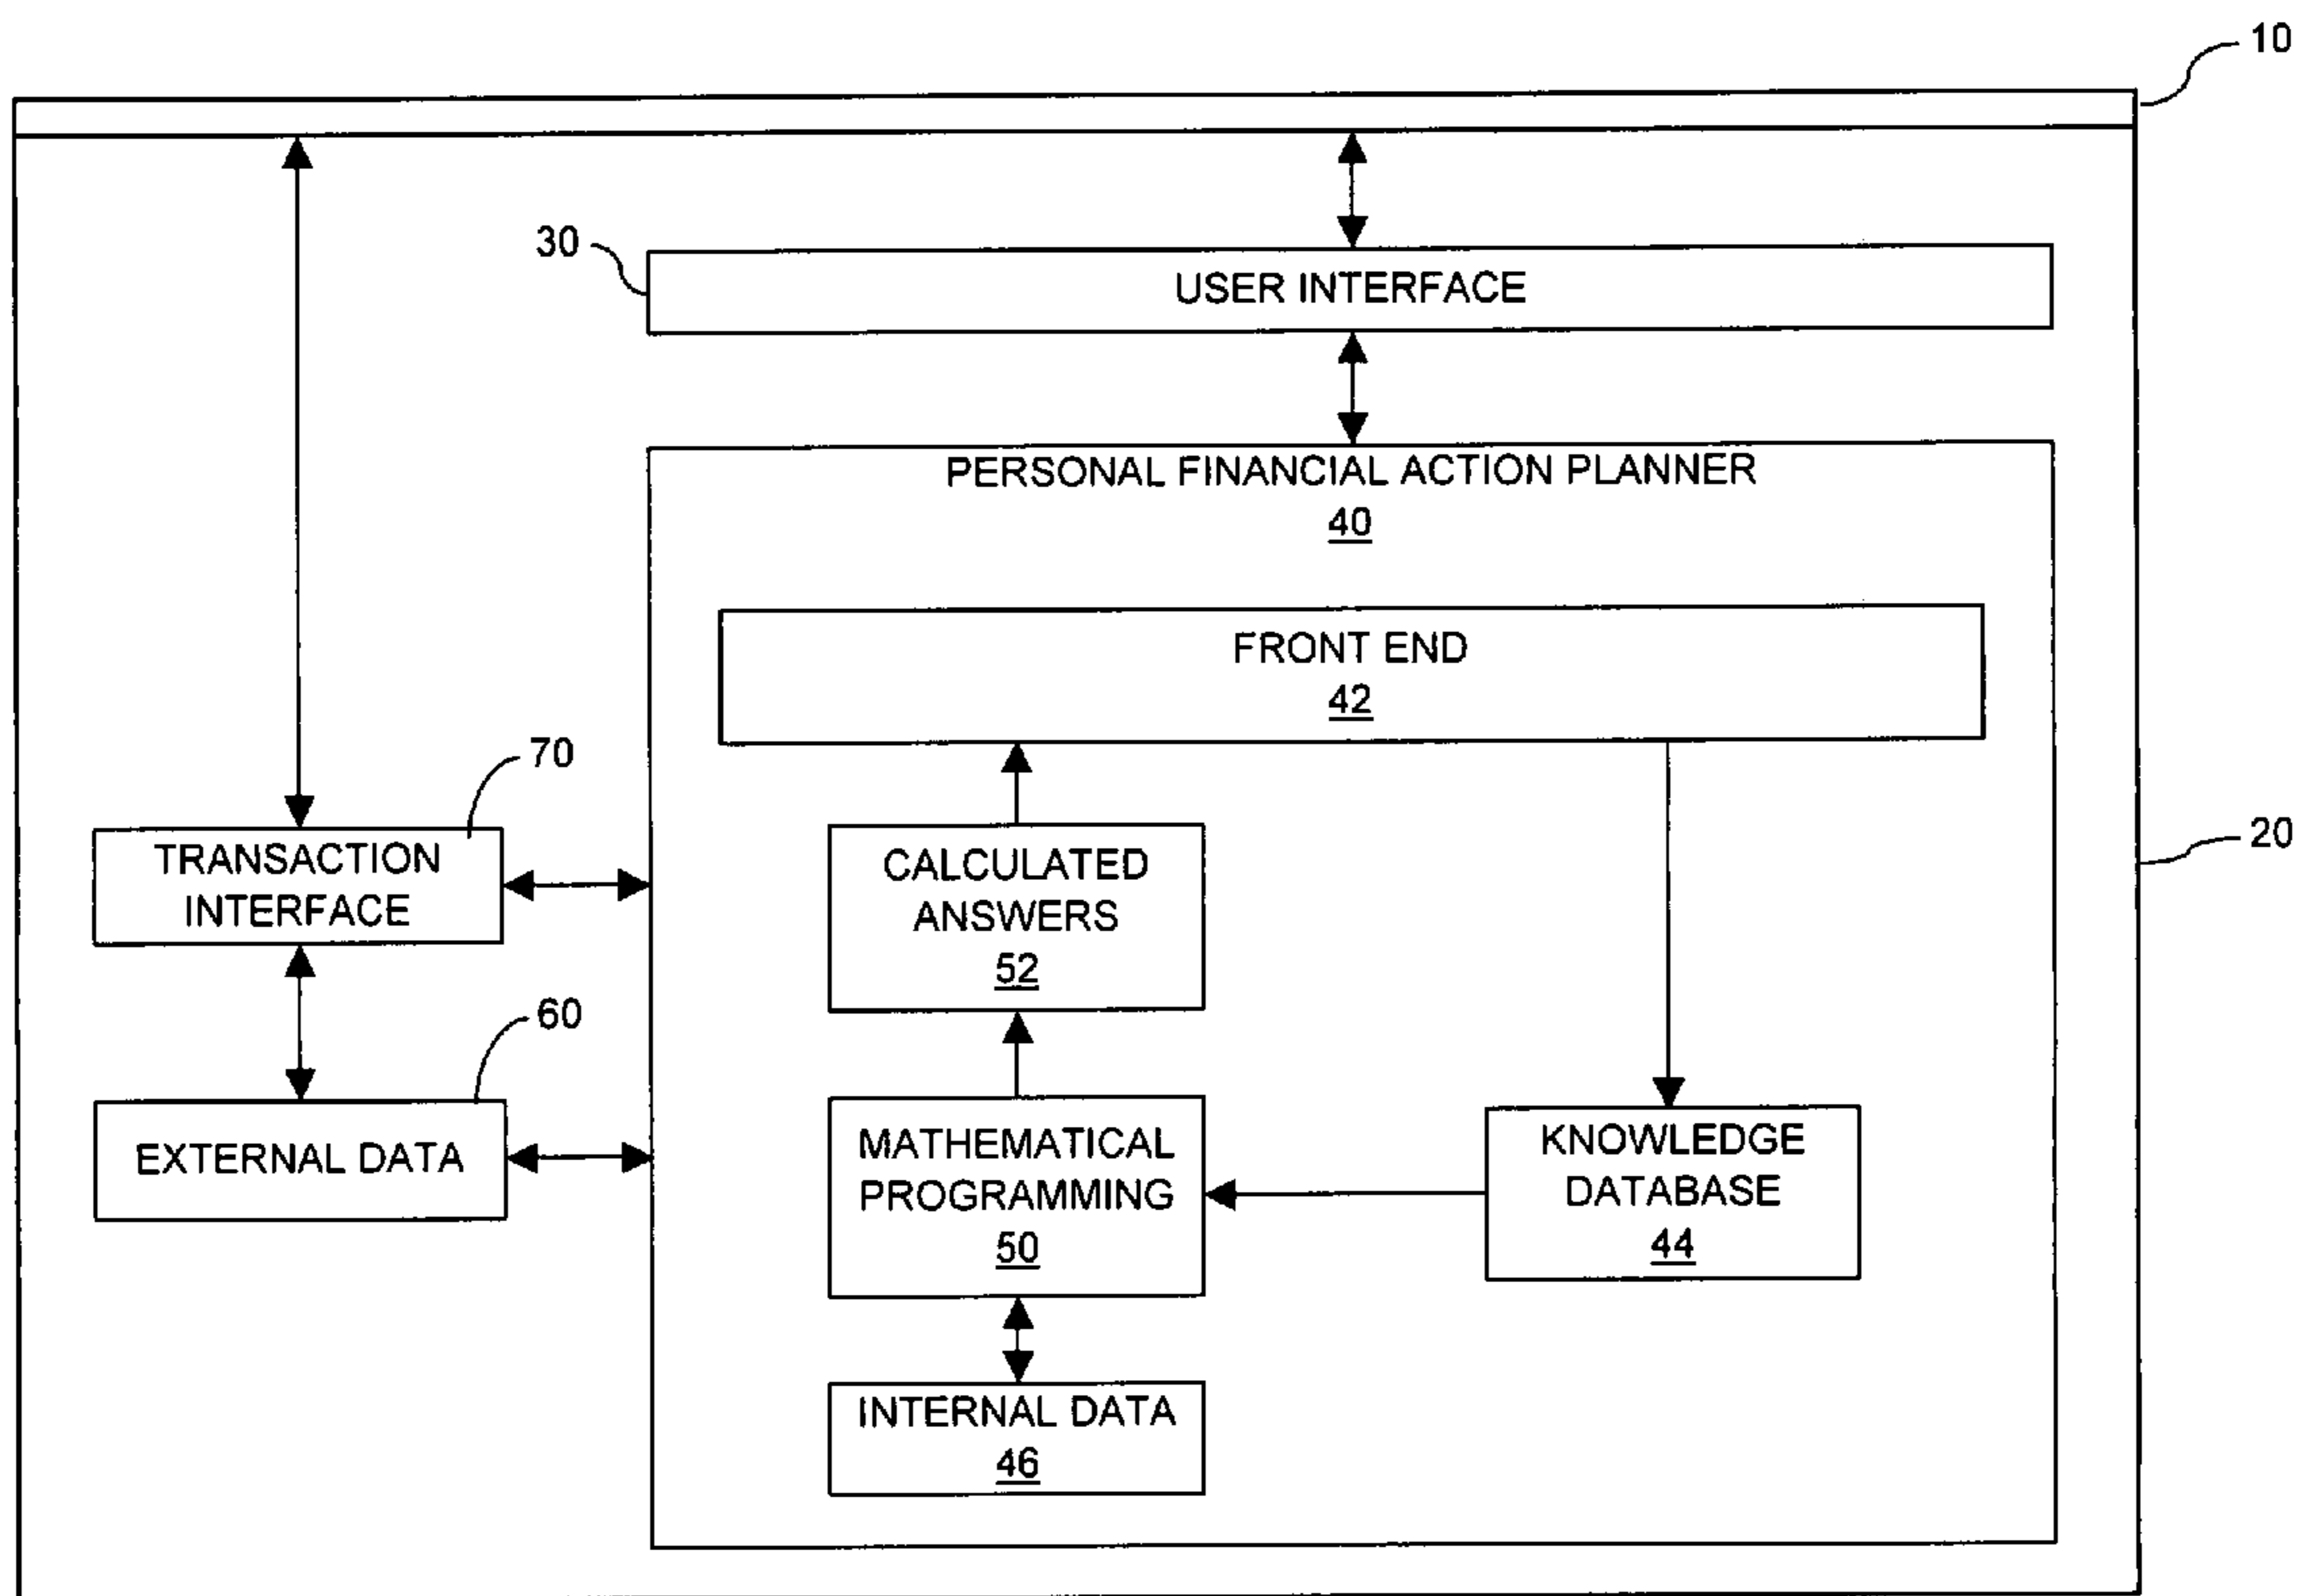 10
30
USER INTERFACE
PERSONAL FINANCIAL ACTION PLANNER
40
FRONT END
42
70
TRANSACTION
INTERFACE
CALCULATED
ANSWERS
52
20
60
EXTERNAL DATA
MATHEMATICAL
PROGRAMMING
50
KNOWLEDGE
DATABASE
44
INTERNAL DATA
46